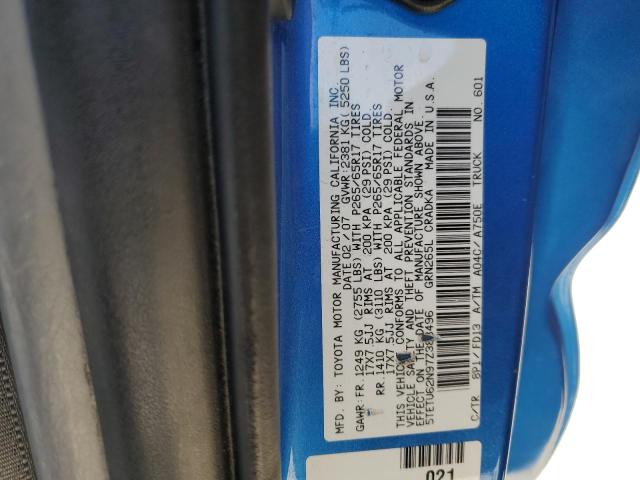 MFD. BY: TOYOTA MOTOR MANUFACTURING CALIFORNIA INC
DATE 02/07 GVWR:2381 KG( 5250 LBS)
GAWR: FR. 1249 KG (2755 LBS) WITH P265/65R17 TIRES
17X7.5JJ RIMS AT 200 KPA (29 PSI) COLD
RR. 1410 KG (3110 LBS) WITH P265/65R17 TIRES
17X7.5JJ RIMS AT 200 KPA (29 PSI) COLD.
THIS VEHICLE CONFORMS TO ALL APPLICABLE FEDERAL MOTOR
VEHICLE SAFETY AND THEFT PREVENTION STANDARDS IN
EFFECT ON THE DATE OF MANUFACTURE SHOWN ABOVE.
GRN265L CRADKA MADE IN U.S.A.
C/TR 8P1/FD13 A/TM A04C/A750E TRUCK NO.601
021